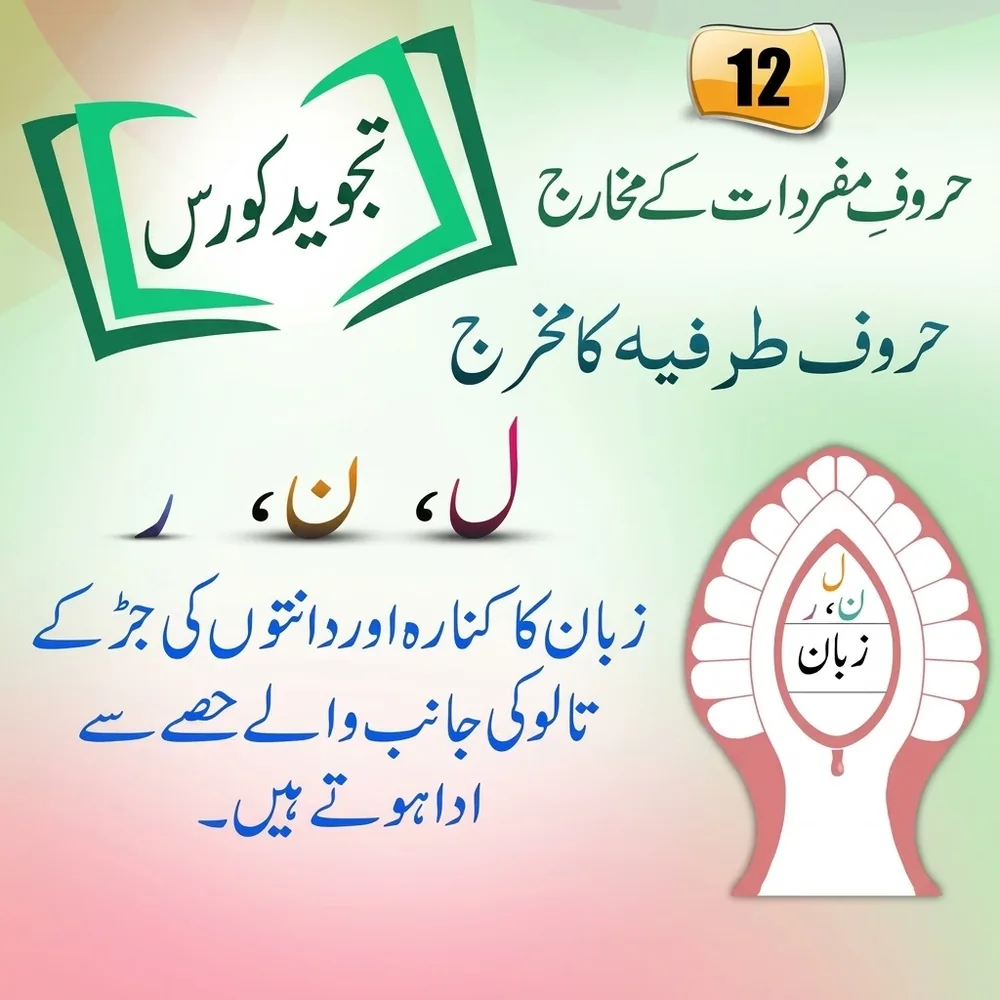 12
تجوید کورس
حروفِ مفردات کے مخارج
حروف طرفیہ کا مخرج
ل، ن، ر
زبان کا کنارہ اور دانتوں کی جڑ کے
تالو کی جانب والے حصے سے
ادا ہوتے ہیں۔
ل
ن، ر
زبان